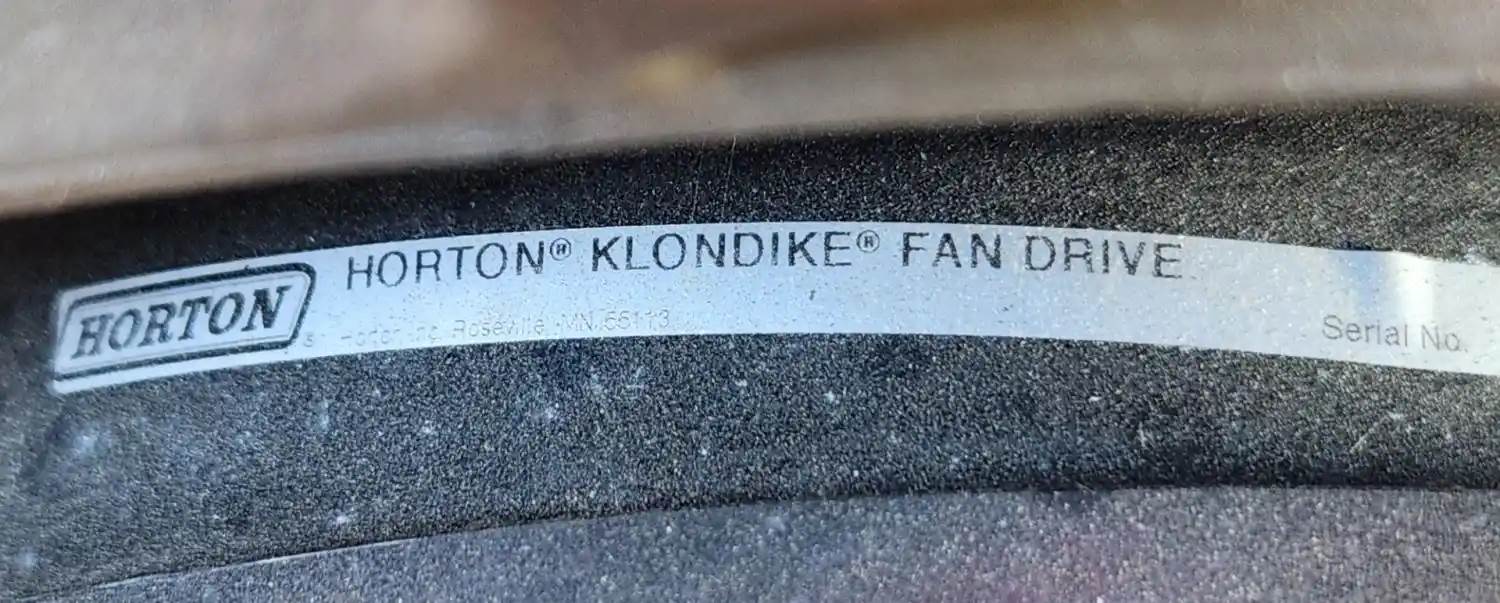 HORTON
HORTON® KLONDIKE® FAN DRIVE
Horton, Inc. Roseville, MN 55113
Serial No.